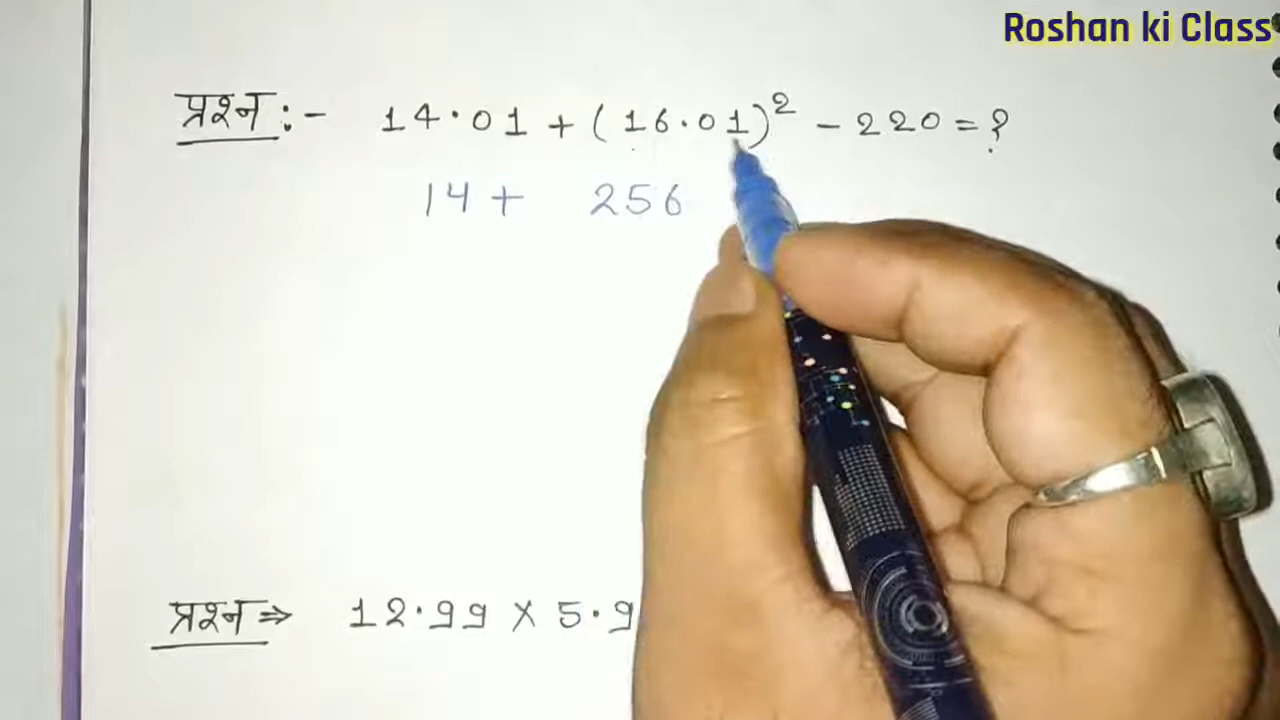 Roshan ki Class
प्रश्न :- 14.01 + (16.01)² - 220 = ?
14 + 256
प्रश्न ⇒ 12.99 × 5.9